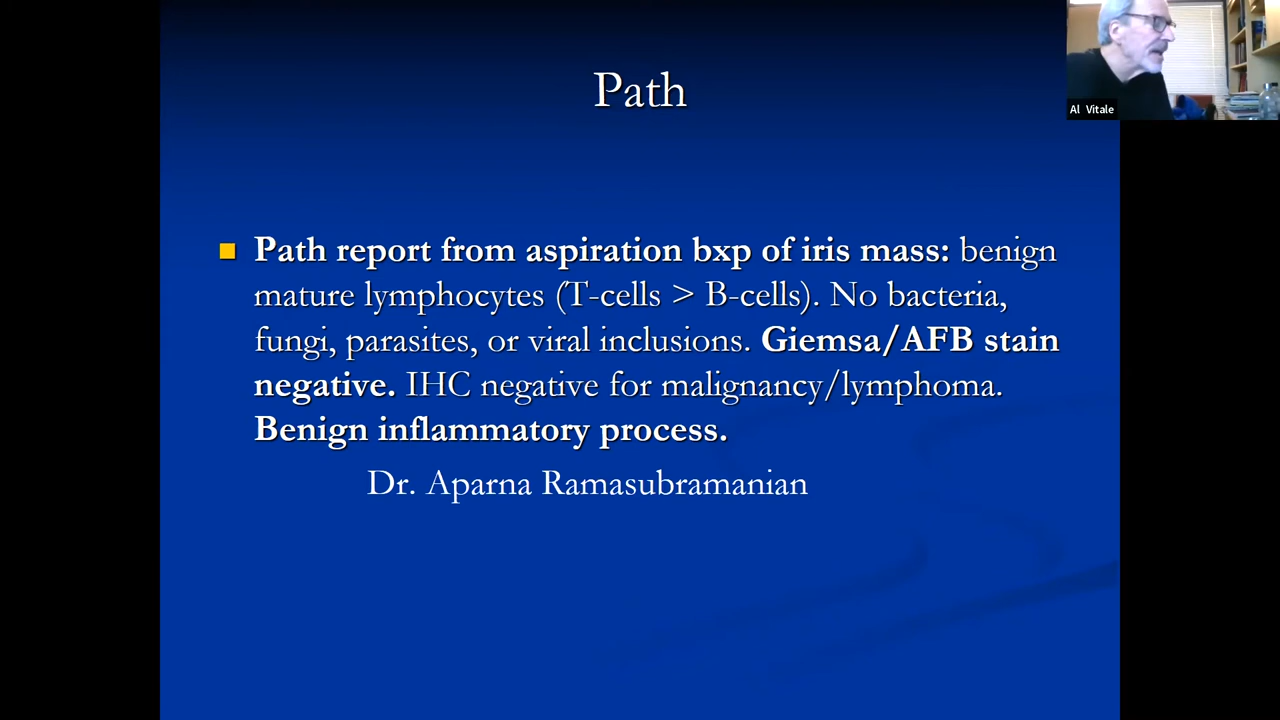 Path
Al Vitale
Path report from aspiration bxp of iris mass: benign
mature lymphocytes (T-cells > B-cells). No bacteria,
fungi, parasites, or viral inclusions. Giemsa/AFB stain
negative. IHC negative for malignancy/lymphoma.
Benign inflammatory process.
Dr. Aparna Ramasubramanian